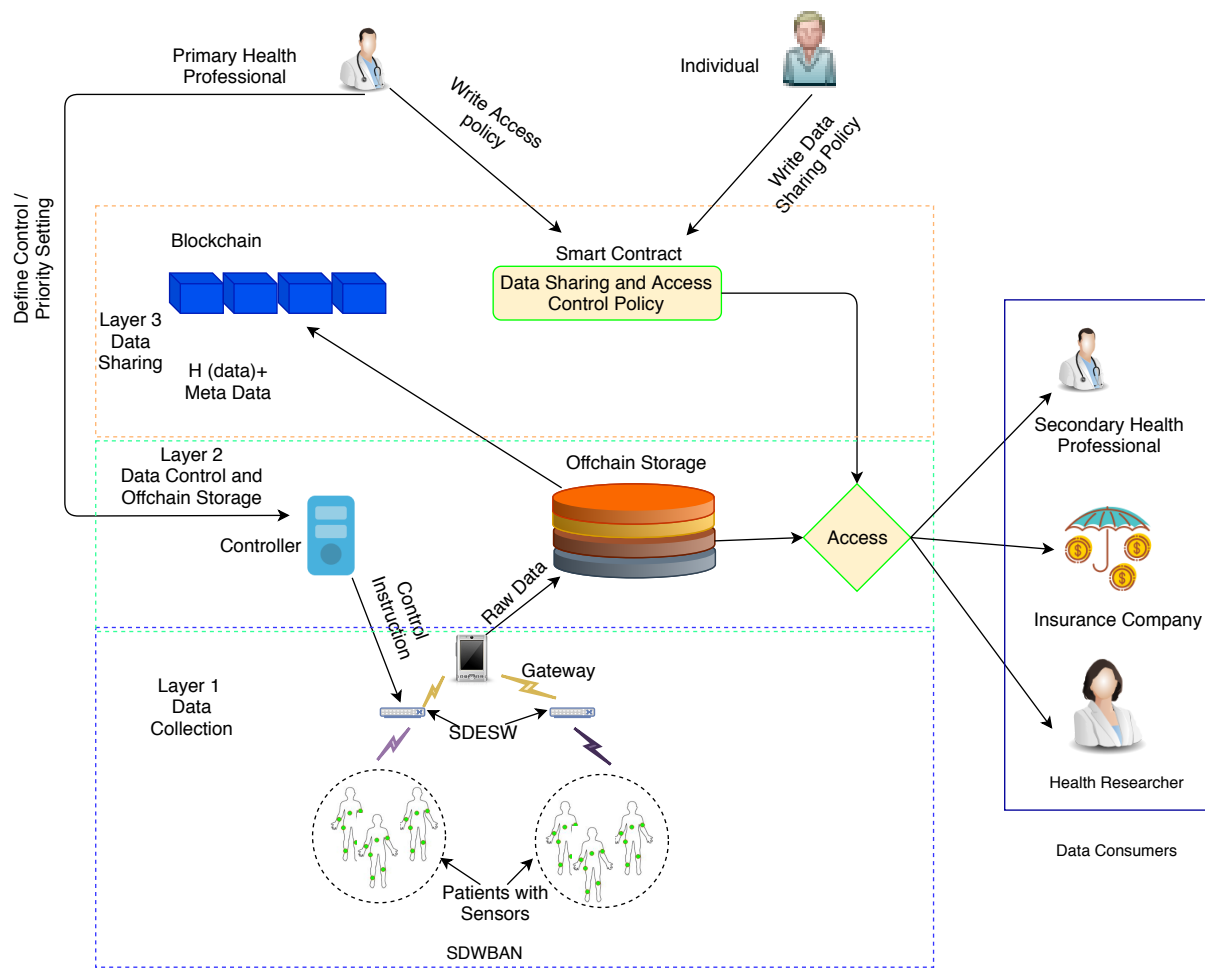 Primary Health
Professional
Individual
Write Access
policy
Write Data
Sharing Policy
Define Control /
Priority Setting
Blockchain
Smart Contract
Data Sharing and Access
Control Policy
Layer 3
Data
Sharing
H (data)+
Meta Data
Layer 2
Data Control and
Offchain Storage
Offchain Storage
Controller
Access
Control
Instruction
Raw Data
Secondary Health
Professional
Insurance Company
Health Researcher
Data Consumers
Layer 1
Data
Collection
Gateway
SDESW
Patients with
Sensors
SDWBAN